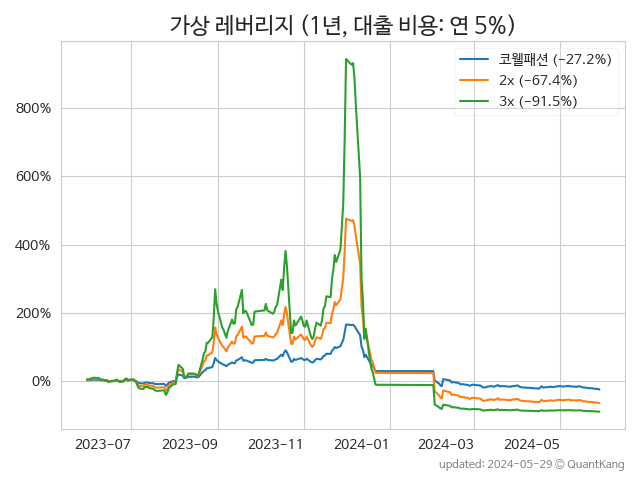 가상 레버리지 (1년, 대출 비용: 연 5%)
코웰패션 (-27.2%)
2x (-67.4%)
3x (-91.5%)
800%
600%
400%
200%
0%
2023-07 2023-09 2023-11 2024-01 2024-03 2024-05
updated: 2024-05-29 © QuantKang